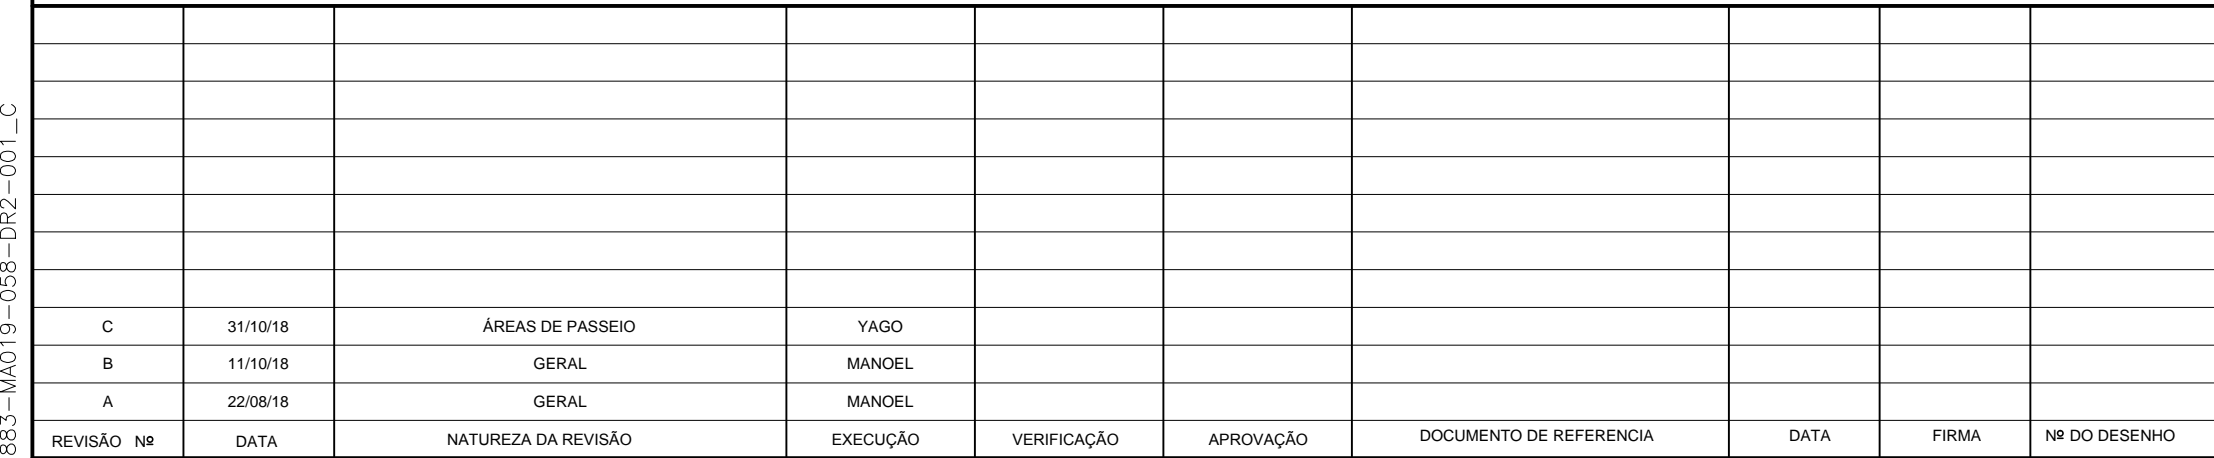 883-MA019-058-DR2-001_C
C 31/10/18 ÁREAS DE PASSEIO YAGO
B 11/10/18 GERAL MANOEL
A 22/08/18 GERAL MANOEL
REVISÃO Nº DATA NATUREZA DA REVISÃO EXECUÇÃO VERIFICAÇÃO APROVAÇÃO DOCUMENTO DE REFERENCIA DATA FIRMA Nº DO DESENHO